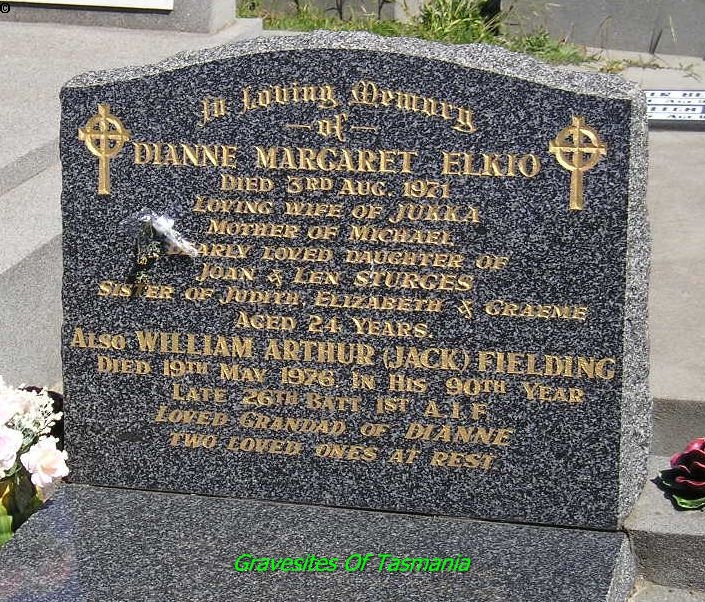 ®
In Loving Memory
— of —
DIANNE MARGARET ELKIO
DIED 3RD AUG. 1971
LOVING WIFE OF JUKKA
MOTHER OF MICHAEL
LOVED DAUGHTER OF
JOAN & LEN STURGES
SISTER OF JUDITH, ELIZABETH & GRAEME
AGED 24 YEARS.
ALSO WILLIAM ARTHUR (JACK) FIELDING
DIED 19TH MAY 1976. IN HIS 90TH YEAR
LATE 26TH BATT. 1ST A.I.F.
LOVED GRANDAD OF DIANNE
TWO LOVED ONES AT REST
Gravesites Of Tasmania